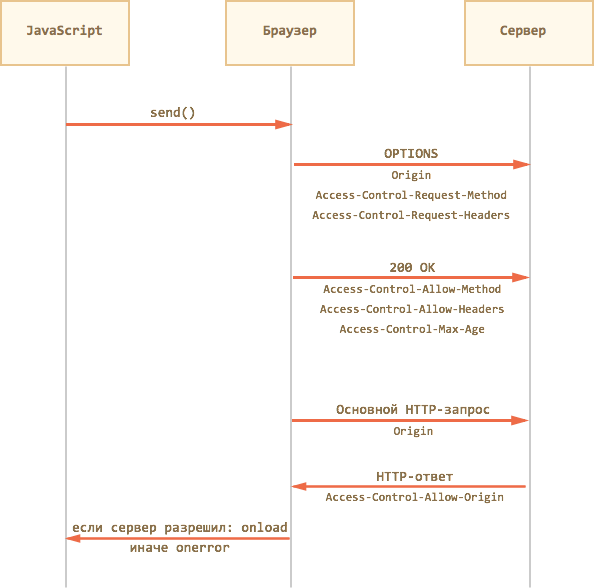 JavaScript
Браузер
Сервер
send()
OPTIONS
Origin
Access-Control-Request-Method
Access-Control-Request-Headers
200 OK
Access-Control-Allow-Method
Access-Control-Allow-Headers
Access-Control-Max-Age
Основной HTTP-запрос
Origin
HTTP-ответ
Access-Control-Allow-Origin
если сервер разрешил: onload
иначе onerror